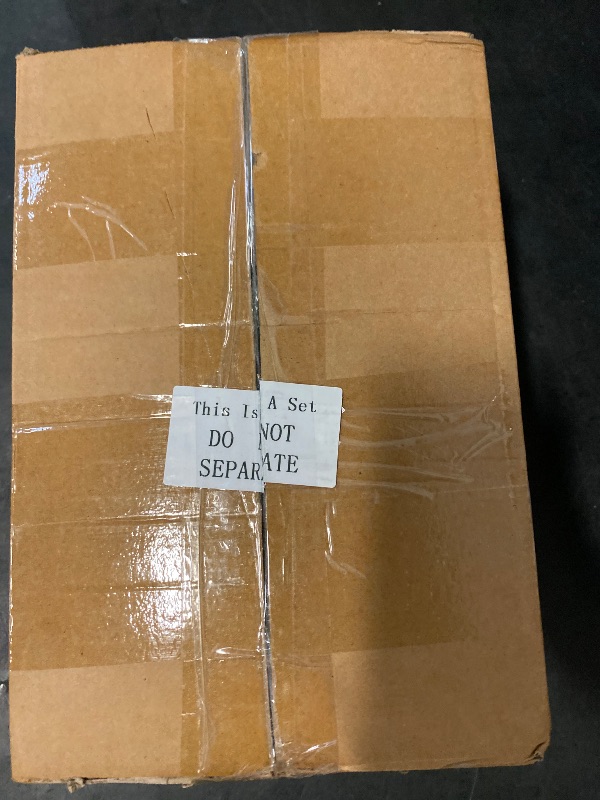 This Is A Set
DO NOT
SEPARATE